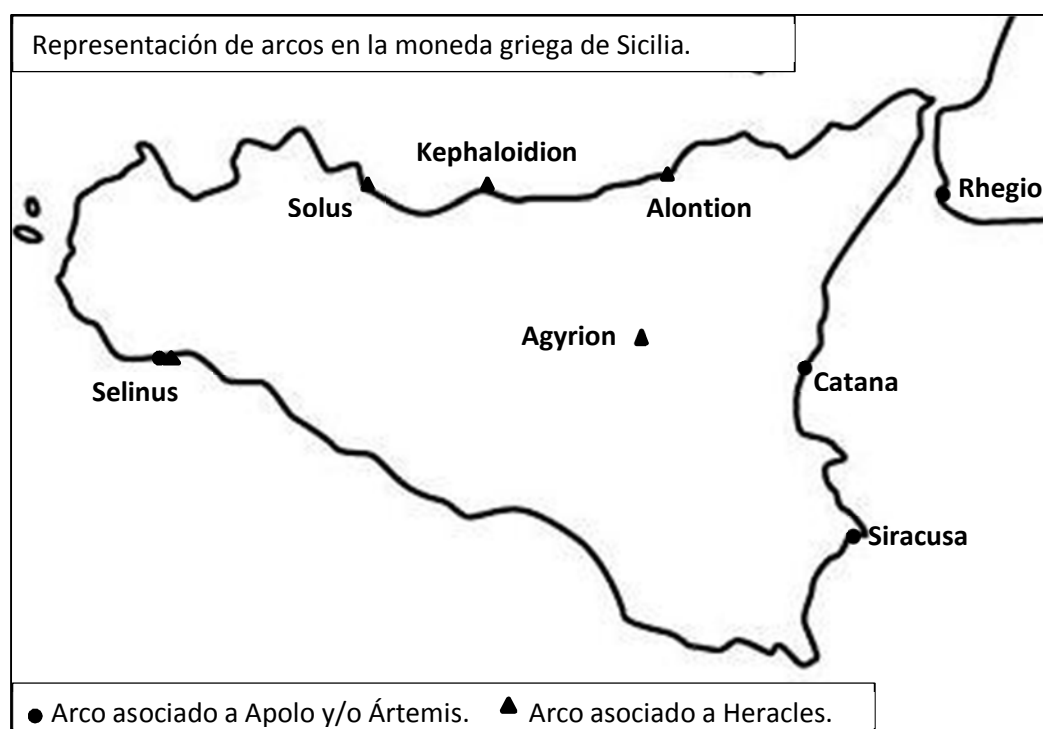 Representación de arcos en la moneda griega de Sicilia.
Kephaloidion
Solus
Alontion
Rhegio
Agyrion
Selinus
Catana
Siracusa
Arco asociado a Apolo y/o Ártemis.
Arco asociado a Heracles.